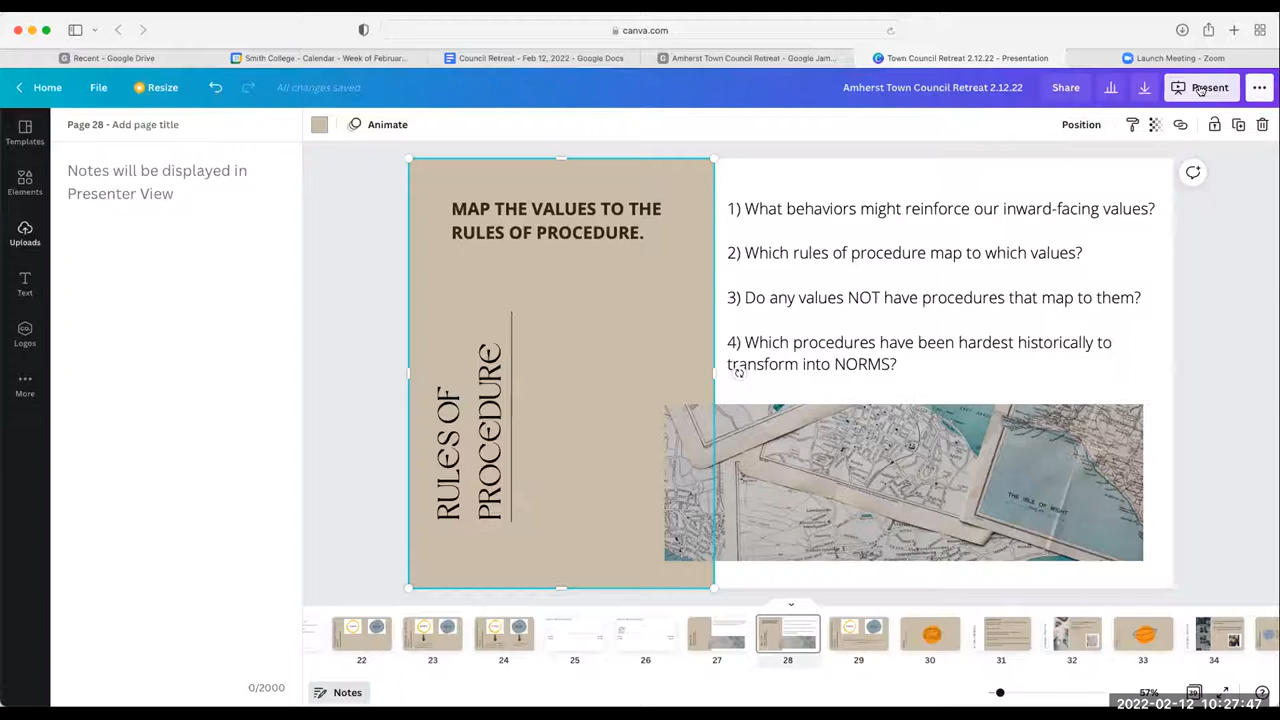 canva.com
Recent - Google Drive
Smith College - Calendar - Week of Februar...
Council Retreat - Feb 12, 2022 - Google Docs
Amherst Town Council Retreat - Google Jam...
Town Council Retreat 2.12.22 - Presentation
Launch Meeting - Zoom
Home
File
Resize
All changes saved
Amherst Town Council Retreat 2.12.22
Share
Present
Templates
Elements
Uploads
Text
Logos
More
Page 28 - Add page title
Animate
Position
Notes will be displayed in
Presenter View
MAP THE VALUES TO THE
RULES OF PROCEDURE.
RULES OF
PROCEDURE
1) What behaviors might reinforce our inward-facing values?
2) Which rules of procedure map to which values?
3) Do any values NOT have procedures that map to them?
4) Which procedures have been hardest historically to
transform into NORMS?
THE ISLE OF WIGHT
22
23
24
25
26
27
28
29
30
31
32
33
34
0/2000
Notes
57%
39
2022-02-12 10:27:47